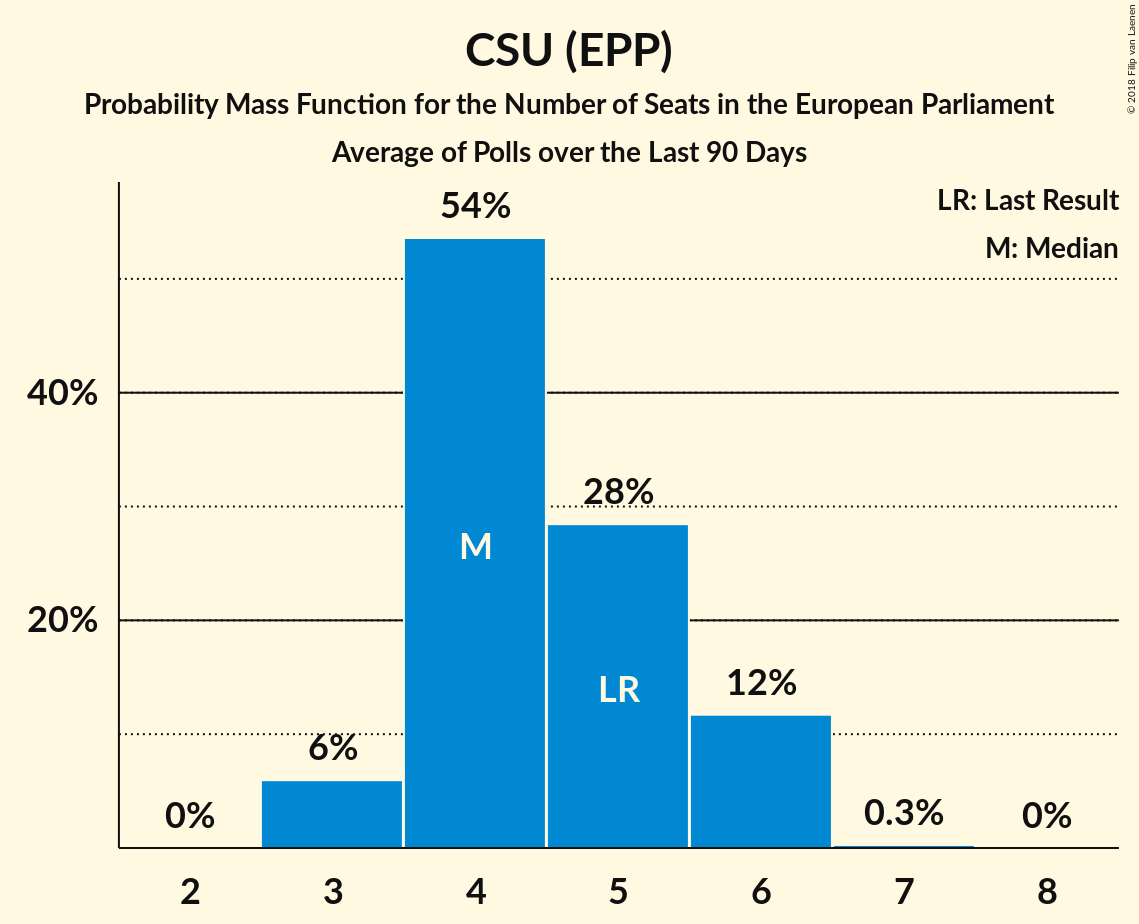 CSU (EPP)
Probability Mass Function for the Number of Seats in the European Parliament
Average of Polls over the Last 90 Days
© 2018 Filip van Laenen
LR: Last Result
M: Median
54%
40%
28%
M
20%
LR
12%
6%
0%
0.3%
0%
2 3 4 5 6 7 8